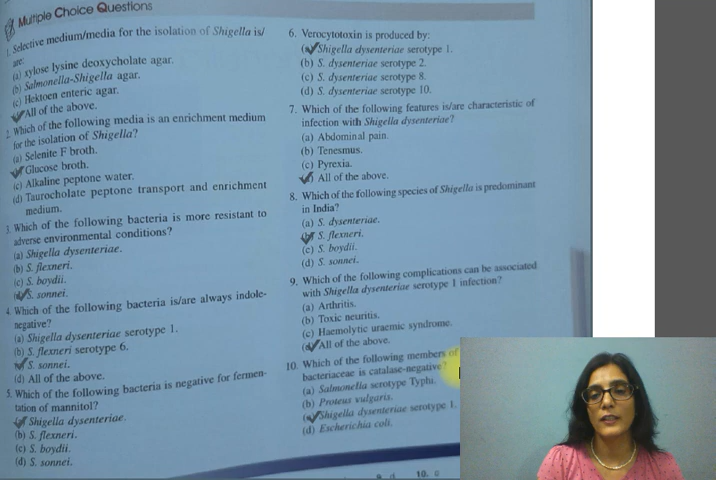 Multiple Choice Questions
1. Selective medium/media for the isolation of Shigella is/
are:
(a) xylose lysine deoxycholate agar.
(b) Salmonella-Shigella agar.
(c) Hektoen enteric agar.
All of the above.
2. Which of the following media is an enrichment medium
for the isolation of Shigella?
(a) Selenite F broth.
Glucose broth.
(c) Alkaline peptone water.
(d) Taurocholate peptone transport and enrichment
medium.
3. Which of the following bacteria is more resistant to
adverse environmental conditions?
(a) Shigella dysenteriae.
(b) S. flexneri.
(c) S. boydii.
(d) S. sonnei.
4. Which of the following bacteria is/are always indole-
negative?
(a) Shigella dysenteriae serotype 1.
(b) S. flexneri serotype 6.
S. sonnei.
(d) All of the above.
5. Which of the following bacteria is negative for fermen-
tation of mannitol?
Shigella dysenteriae.
(b) S. flexneri.
(c) S. boydii.
(d) S. sonnei.
6. Verocytotoxin is produced by:
(a) Shigella dysenteriae serotype 1.
(b) S. dysenteriae serotype 2.
(c) S. dysenteriae serotype 8.
(d) S. dysenteriae serotype 10.
7. Which of the following features is/are characteristic of
infection with Shigella dysenteriae?
(a) Abdominal pain.
(b) Tenesmus.
(c) Pyrexia.
All of the above.
8. Which of the following species of Shigella is predominant
in India?
(a) S. dysenteriae.
S. flexneri.
(c) S. boydii.
(d) S. sonnei.
9. Which of the following complications can be associated
with Shigella dysenteriae serotype 1 infection?
(a) Arthritis.
(b) Toxic neuritis.
(c) Haemolytic uraemic syndrome.
(d) All of the above.
10. Which of the following members of
bacteriaceae is catalase-negative?
(a) Salmonella serotype Typhi.
(b) Proteus vulgaris.
(c) Shigella dysenteriae serotype 1.
(d) Escherichia coli.
10. c